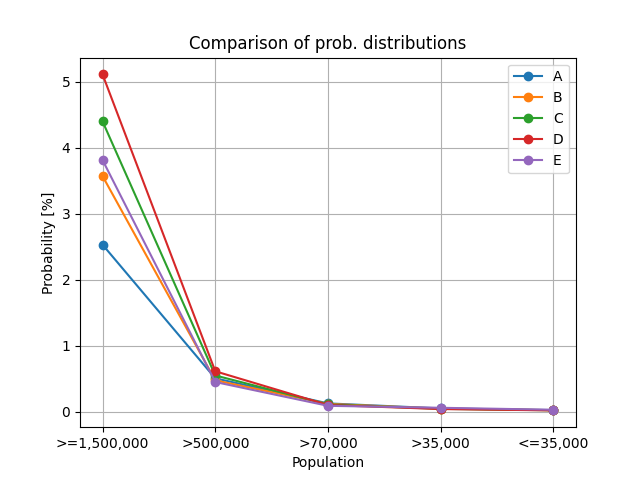 Comparison of prob. distributions
Probability [%]
5
4
3
2
1
0
A
B
C
D
E
>=1,500,000 >500,000 >70,000 >35,000 <=35,000
Population